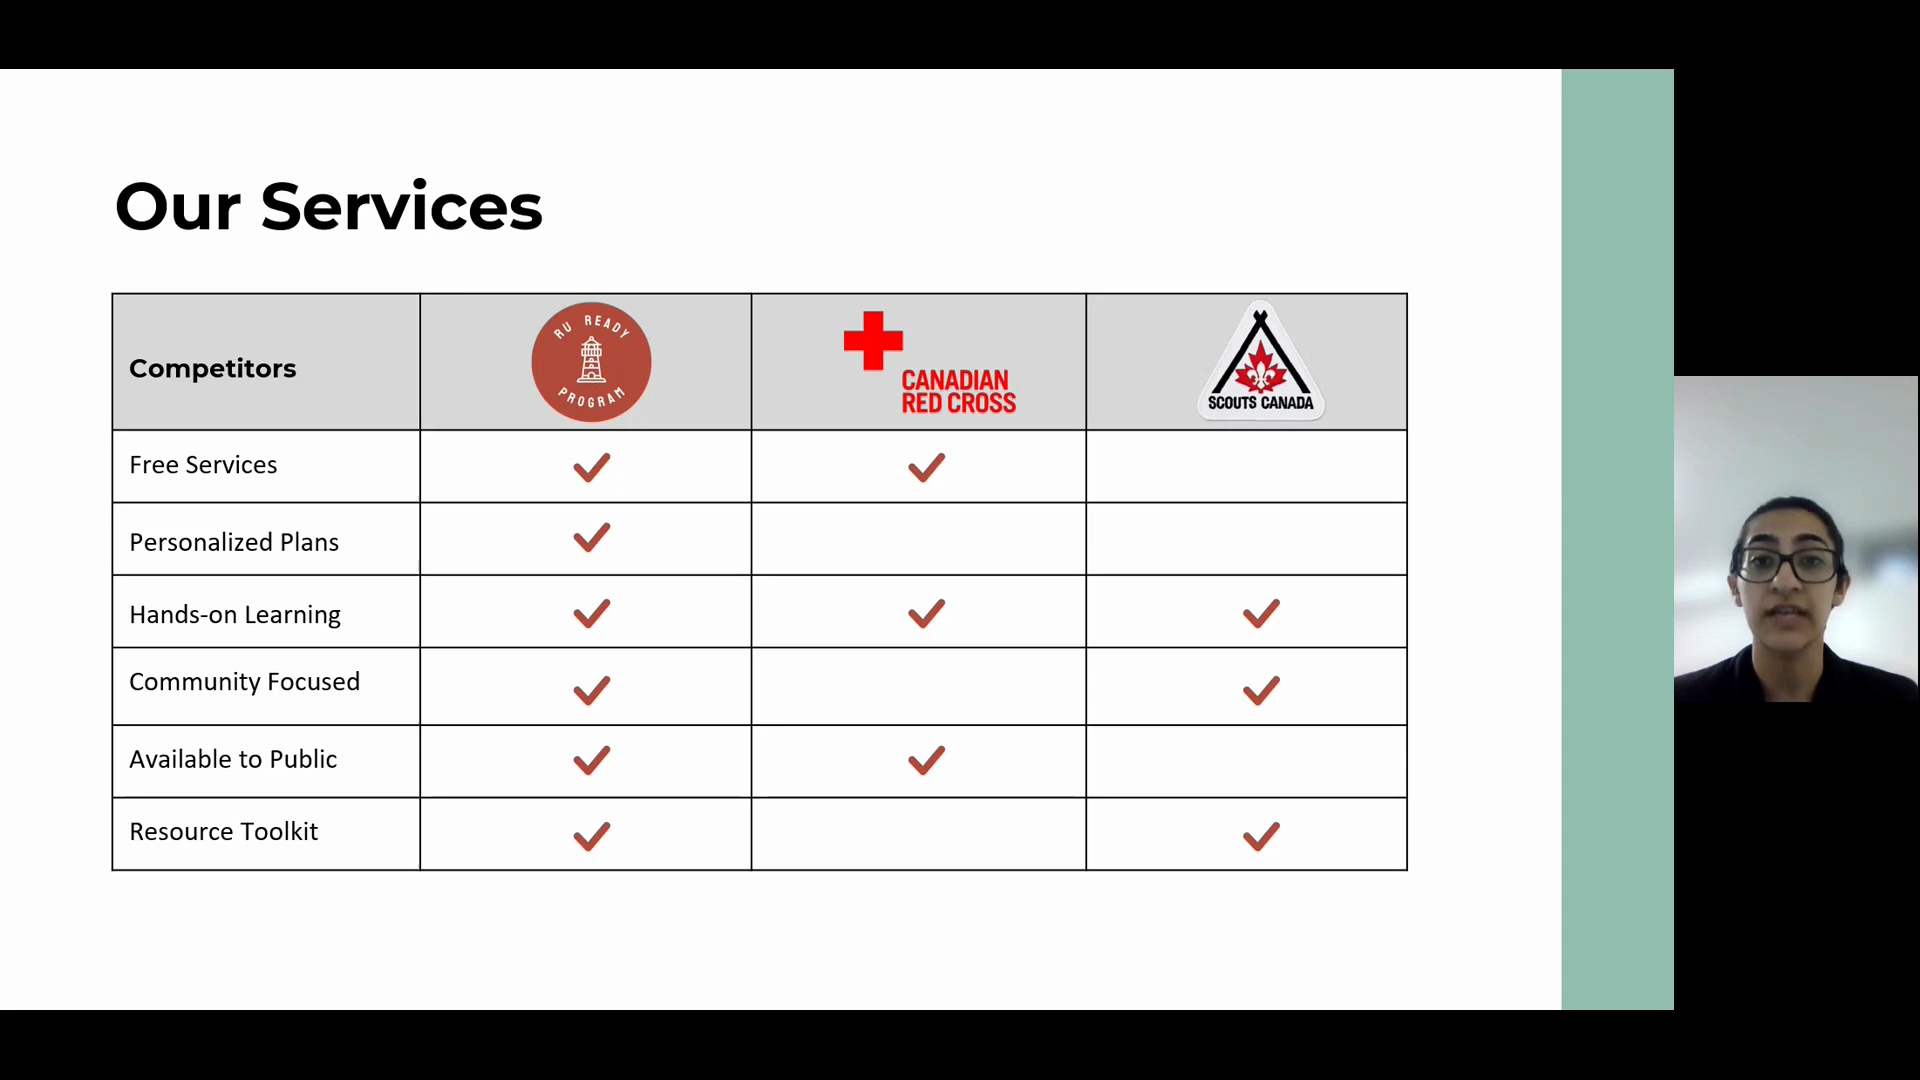 Our Services
Competitors
RU READY
PROGRAM
CANADIAN
RED CROSS
SCOUTS CANADA
Free Services
Personalized Plans
Hands-on Learning
Community Focused
Available to Public
Resource Toolkit